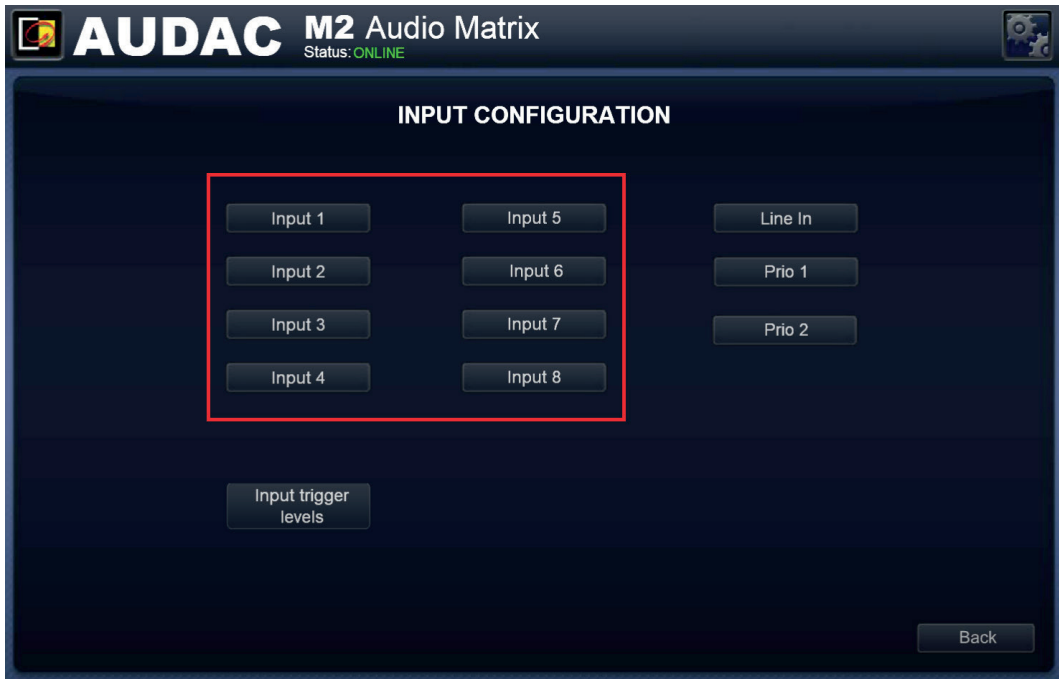 AUDAC
M2 Audio Matrix
Status: ONLINE
INPUT CONFIGURATION
Input 1
Input 5
Line In
Input 2
Input 6
Prio 1
Input 3
Input 7
Prio 2
Input 4
Input 8
Input trigger
levels
Back